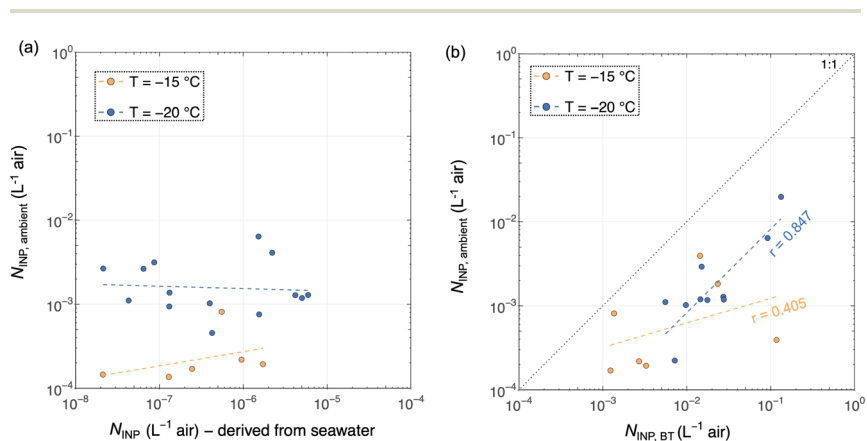 (a)
10⁰
10⁻¹
10⁻²
10⁻³
10⁻⁴
N_INP, ambient (L⁻¹ air)
T = −15 °C
T = −20 °C
10⁻⁸ 10⁻⁷ 10⁻⁶ 10⁻⁵ 10⁻⁴
N_INP (L⁻¹ air) – derived from seawater
(b)
10⁰
10⁻¹
10⁻²
10⁻³
10⁻⁴
N_INP, ambient (L⁻¹ air)
T = −15 °C
T = −20 °C
1:1
r = 0.847
r = 0.405
10⁻⁴ 10⁻³ 10⁻² 10⁻¹ 10⁰
N_INP, BT (L⁻¹ air)